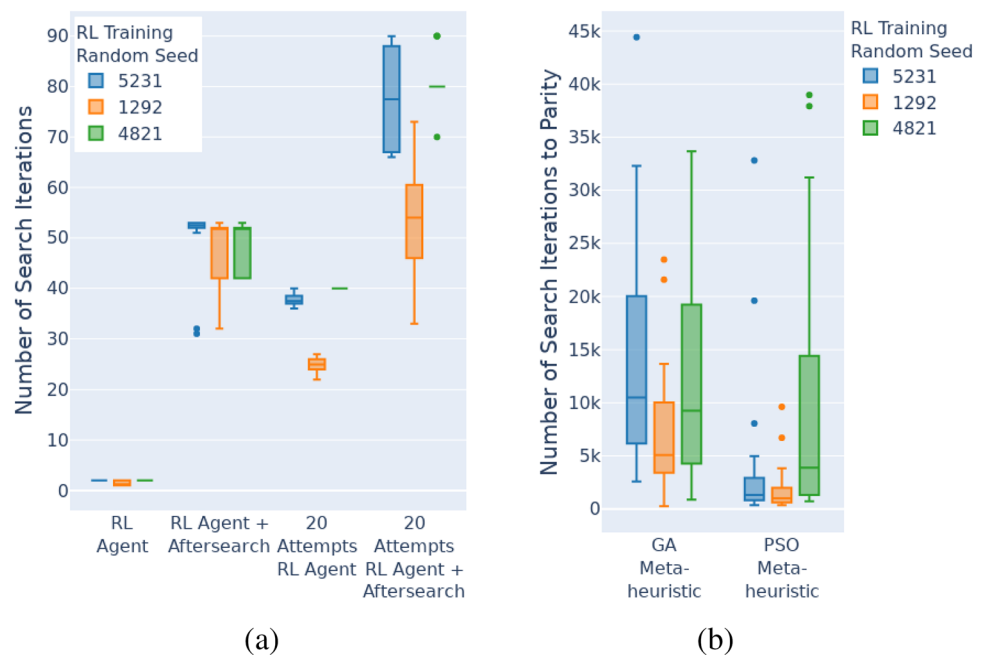 RL Training
Random Seed
5231
1292
4821
Number of Search Iterations
90
80
70
60
50
40
30
20
10
0
RL
Agent
RL Agent +
Aftersearch
20
Attempts
RL Agent
20
Attempts
RL Agent +
Aftersearch
(a)
RL Training
Random Seed
5231
1292
4821
Number of Search Iterations to Parity
45k
40k
35k
30k
25k
20k
15k
10k
5k
0
GA
Meta-
heuristic
PSO
Meta-
heuristic
(b)